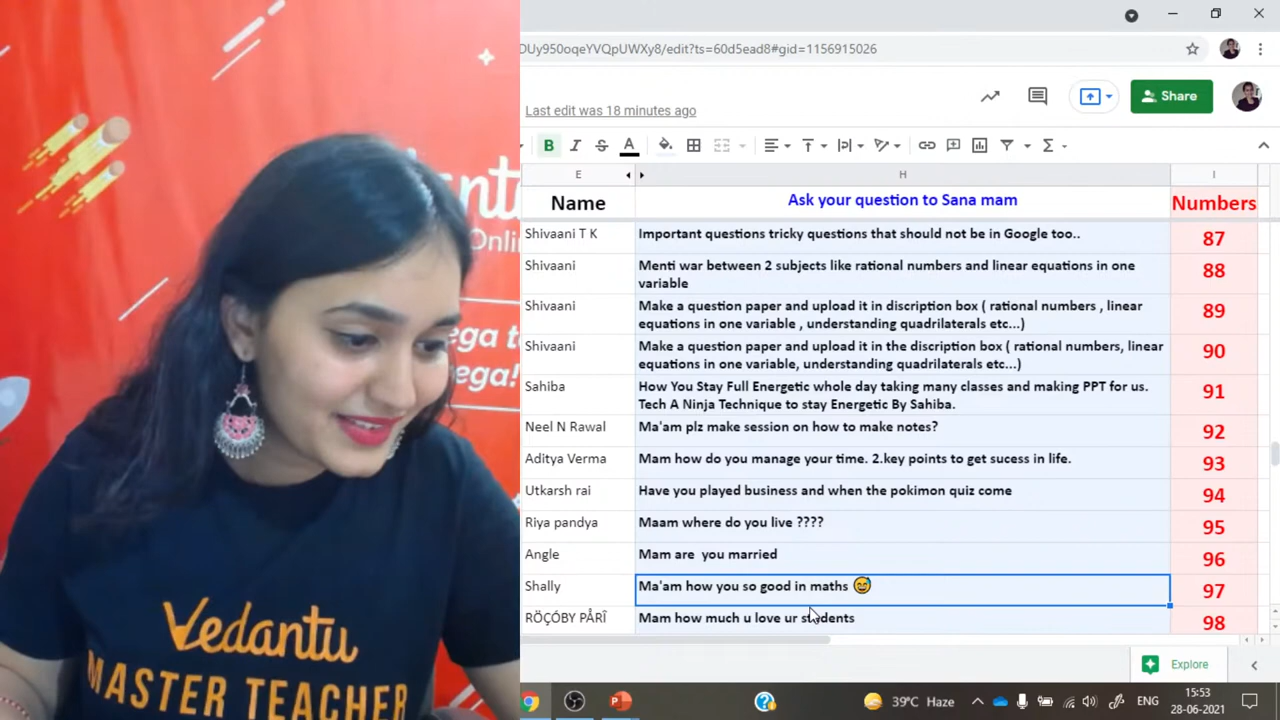 DUy950oqeYVQpUWXy8/edit?ts=60d5ead8#gid=1156915026
Last edit was 18 minutes ago
Share
B I S A
E H I
Name Ask your question to Sana mam Numbers
Shivaani T K Important questions tricky questions that should not be in Google too.. 87
Shivaani Menti war between 2 subjects like rational numbers and linear equations in one 88
variable
Shivaani Make a question paper and upload it in discription box ( rational numbers , linear 89
equations in one variable , understanding quadrilaterals etc...)
Shivaani Make a question paper and upload it in the discription box ( rational numbers, linear 90
equations in one variable, understanding quadrilaterals etc...)
Sahiba How You Stay Full Energetic whole day taking many classes and making PPT for us. 91
Tech A Ninja Technique to stay Energetic By Sahiba.
Neel N Rawal Ma'am plz make session on how to make notes? 92
Aditya Verma Mam how do you manage your time. 2.key points to get sucess in life. 93
Utkarsh rai Have you played business and when the pokimon quiz come 94
Riya pandya Maam where do you live ???? 95
Angle Mam are you married 96
Shally Ma'am how you so good in maths 😅 97
RÖÇÓBY PÅRÎ Mam how much u love ur students 98
Explore
39°C Haze ENG 15:53
28-06-2021
Vedantu
MASTER TEACHER